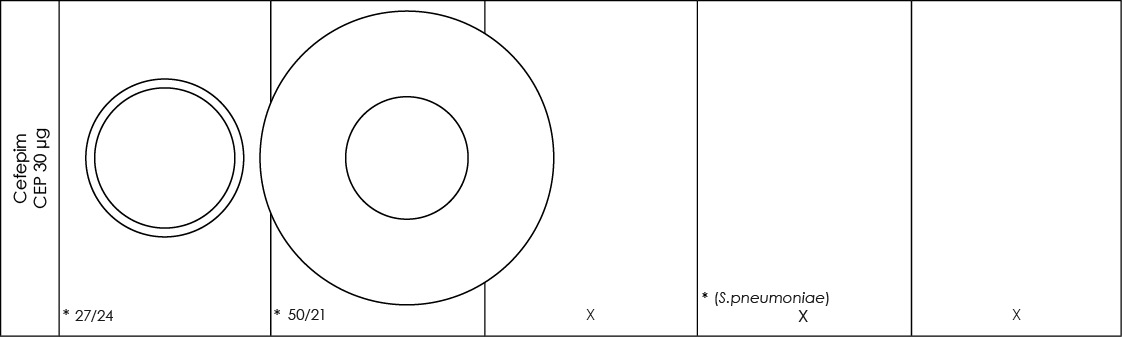 Cefepim
CEP 30 µg
* 27/24
* 50/21
X
* (S.pneumoniae)
X
X